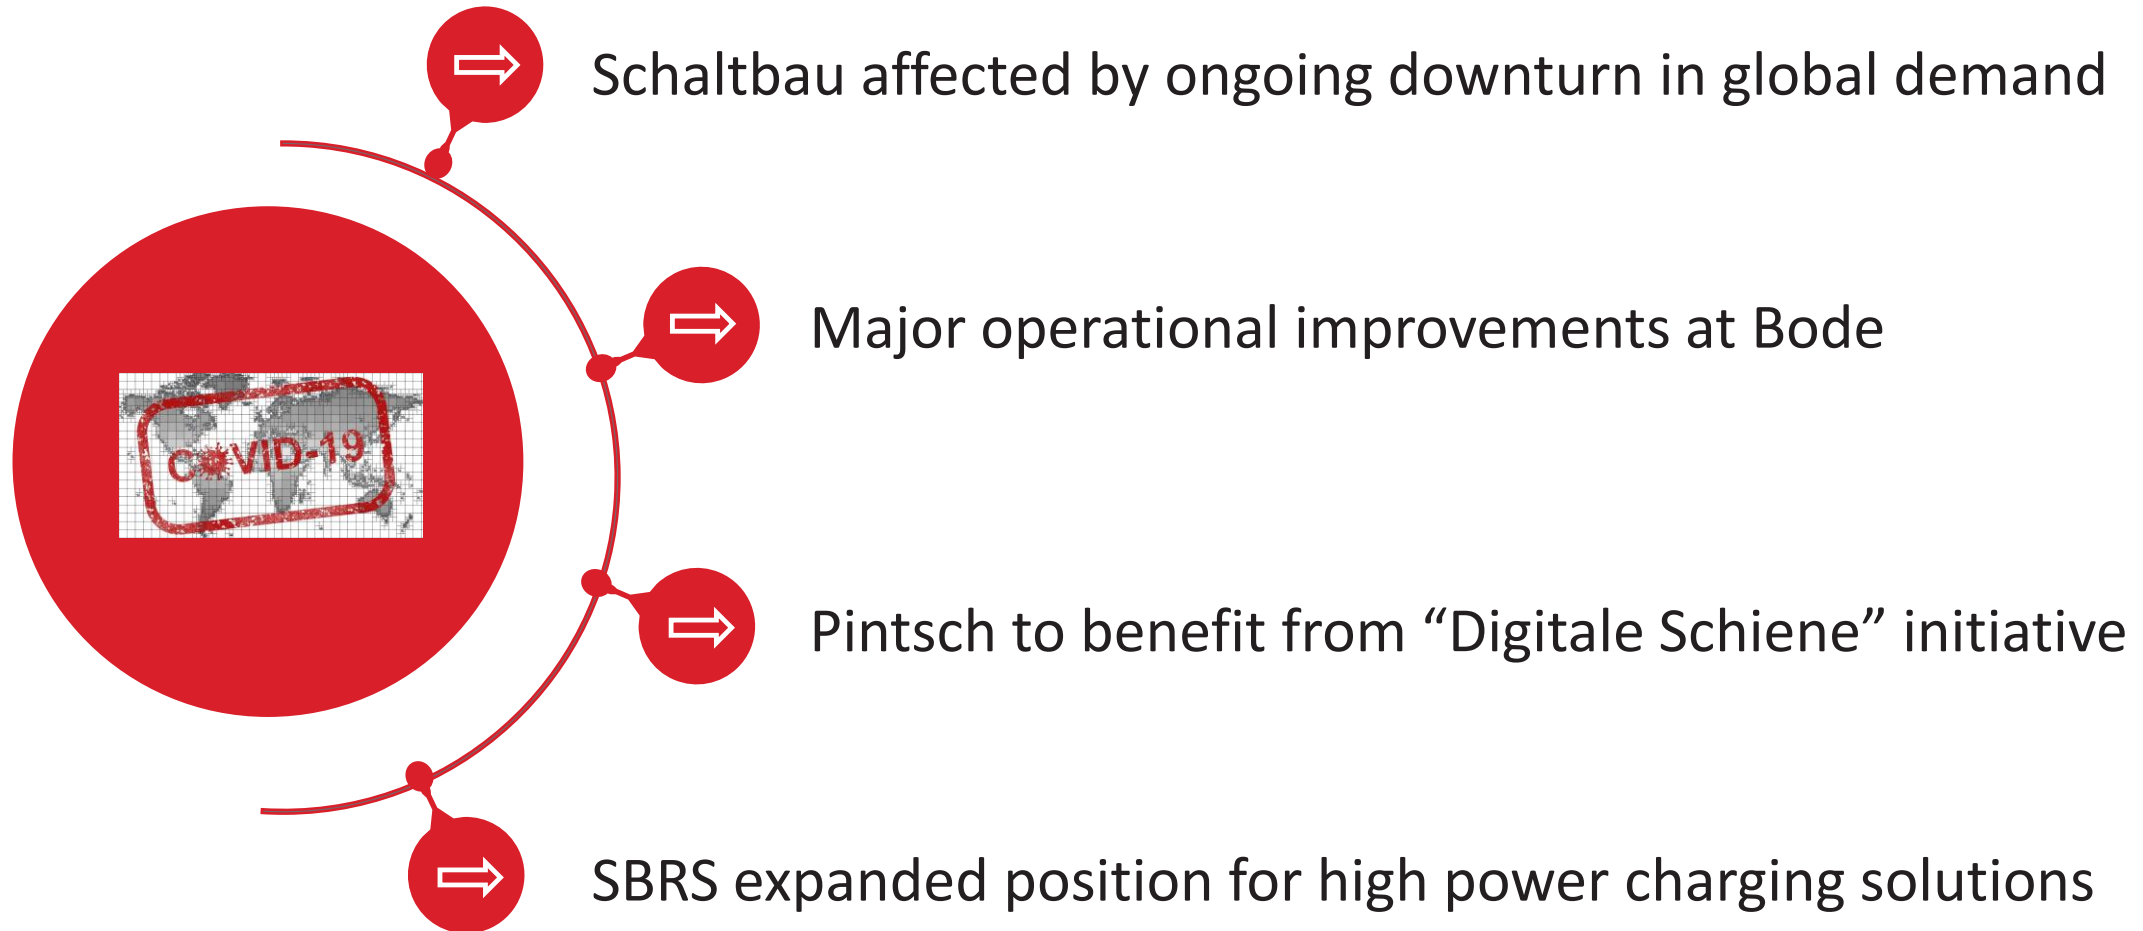 Schaltbau affected by ongoing downturn in global demand
Major operational improvements at Bode
COVID-19
Pintsch to benefit from “Digitale Schiene” initiative
SBRS expanded position for high power charging solutions